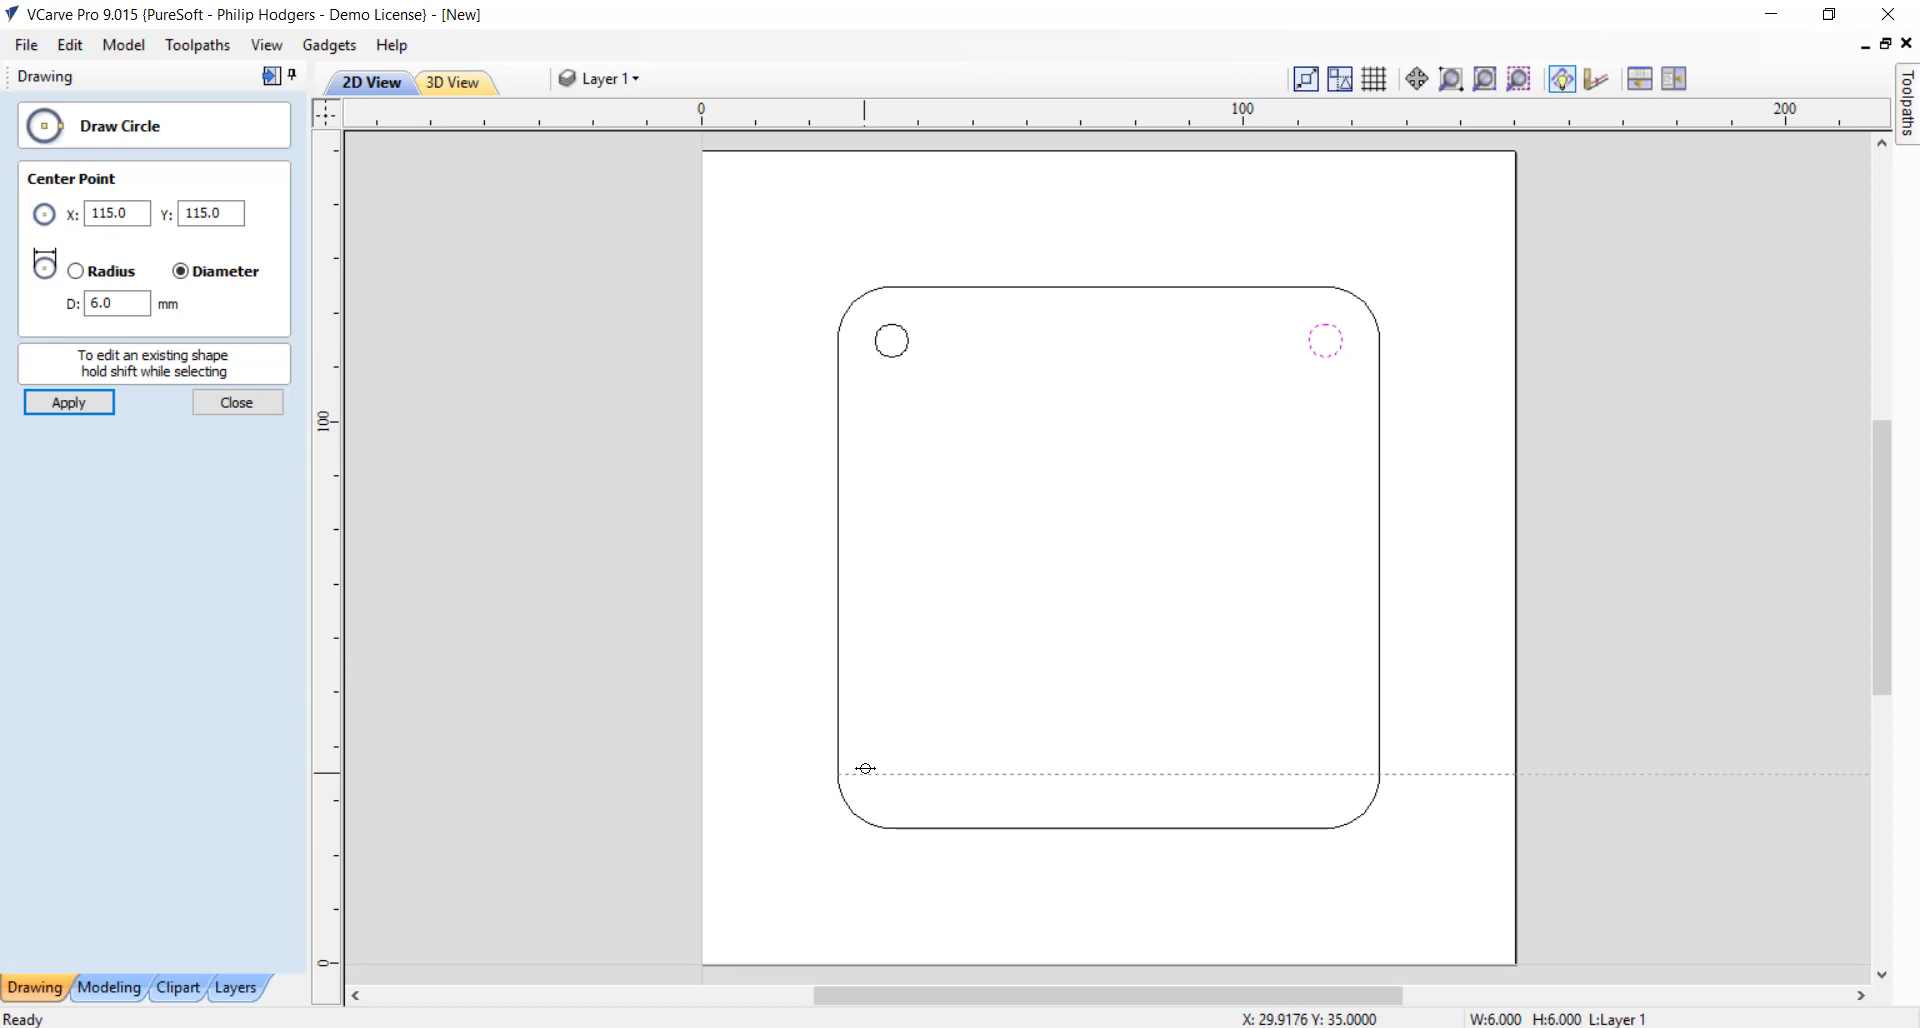 VCarve Pro 9.015 {PureSoft - Philip Hodgers - Demo License} - [New]
File Edit Model Toolpaths View Gadgets Help
Drawing
2D View 3D View Layer 1
Toolpaths
0 100 200
Draw Circle
Center Point
X: 115.0 Y: 115.0
Radius Diameter
D: 6.0 mm
To edit an existing shape
hold shift while selecting
Apply Close
100
0
Drawing Modeling Clipart Layers
Ready X: 29.9176 Y: 35.0000 W:6.000 H:6.000 L:Layer 1